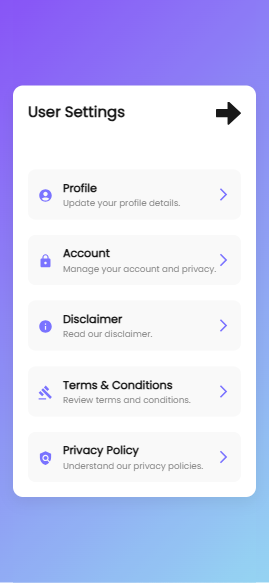 User Settings
Profile
Update your profile details.
Account
Manage your account and privacy.
Disclaimer
Read our disclaimer.
Terms & Conditions
Review terms and conditions.
Privacy Policy
Understand our privacy policies.